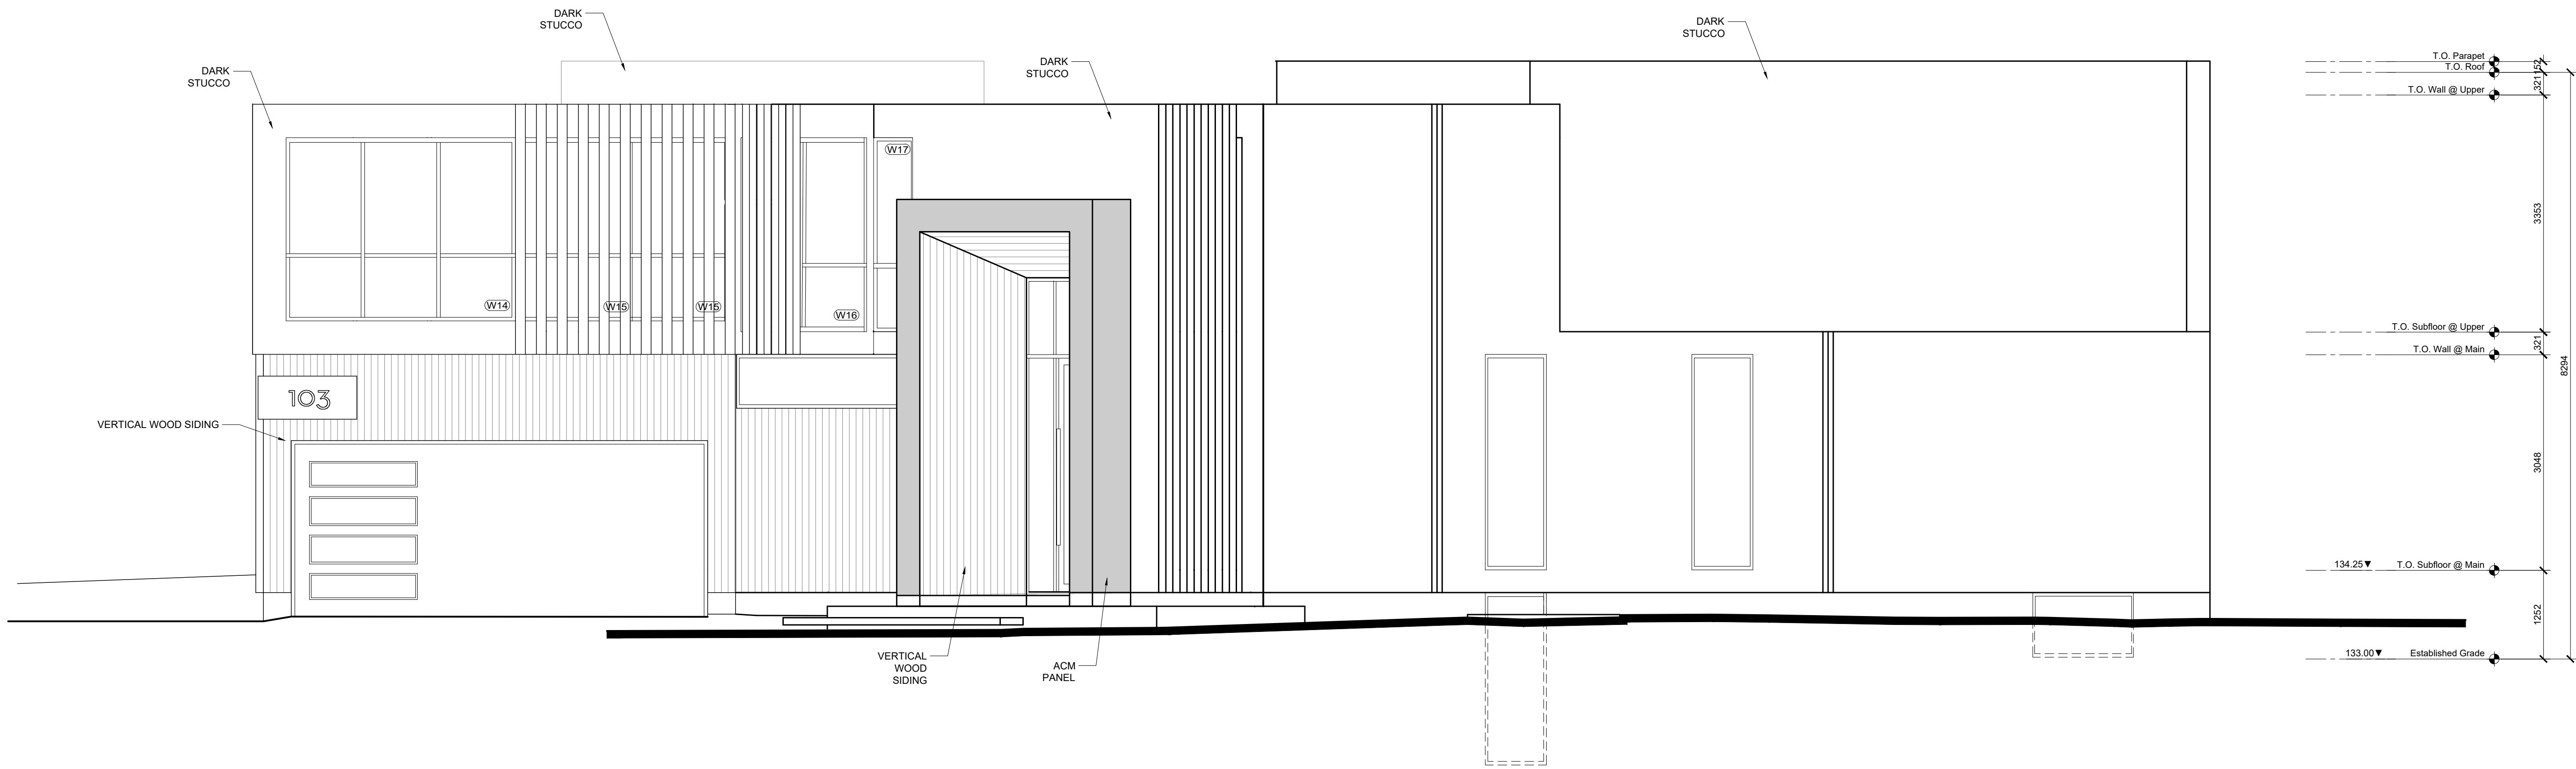 DARK
STUCCO
DARK
STUCCO
DARK
STUCCO
DARK
STUCCO
T.O. Parapet
T.O. Roof
T.O. Wall @ Upper
152
321
3353
W17
W14
W15
W15
W16
T.O. Subfloor @ Upper
T.O. Wall @ Main
321
8294
103
VERTICAL WOOD SIDING
3048
134.25▼ T.O. Subfloor @ Main
1252
133.00▼ Established Grade
VERTICAL
WOOD
SIDING
ACM
PANEL